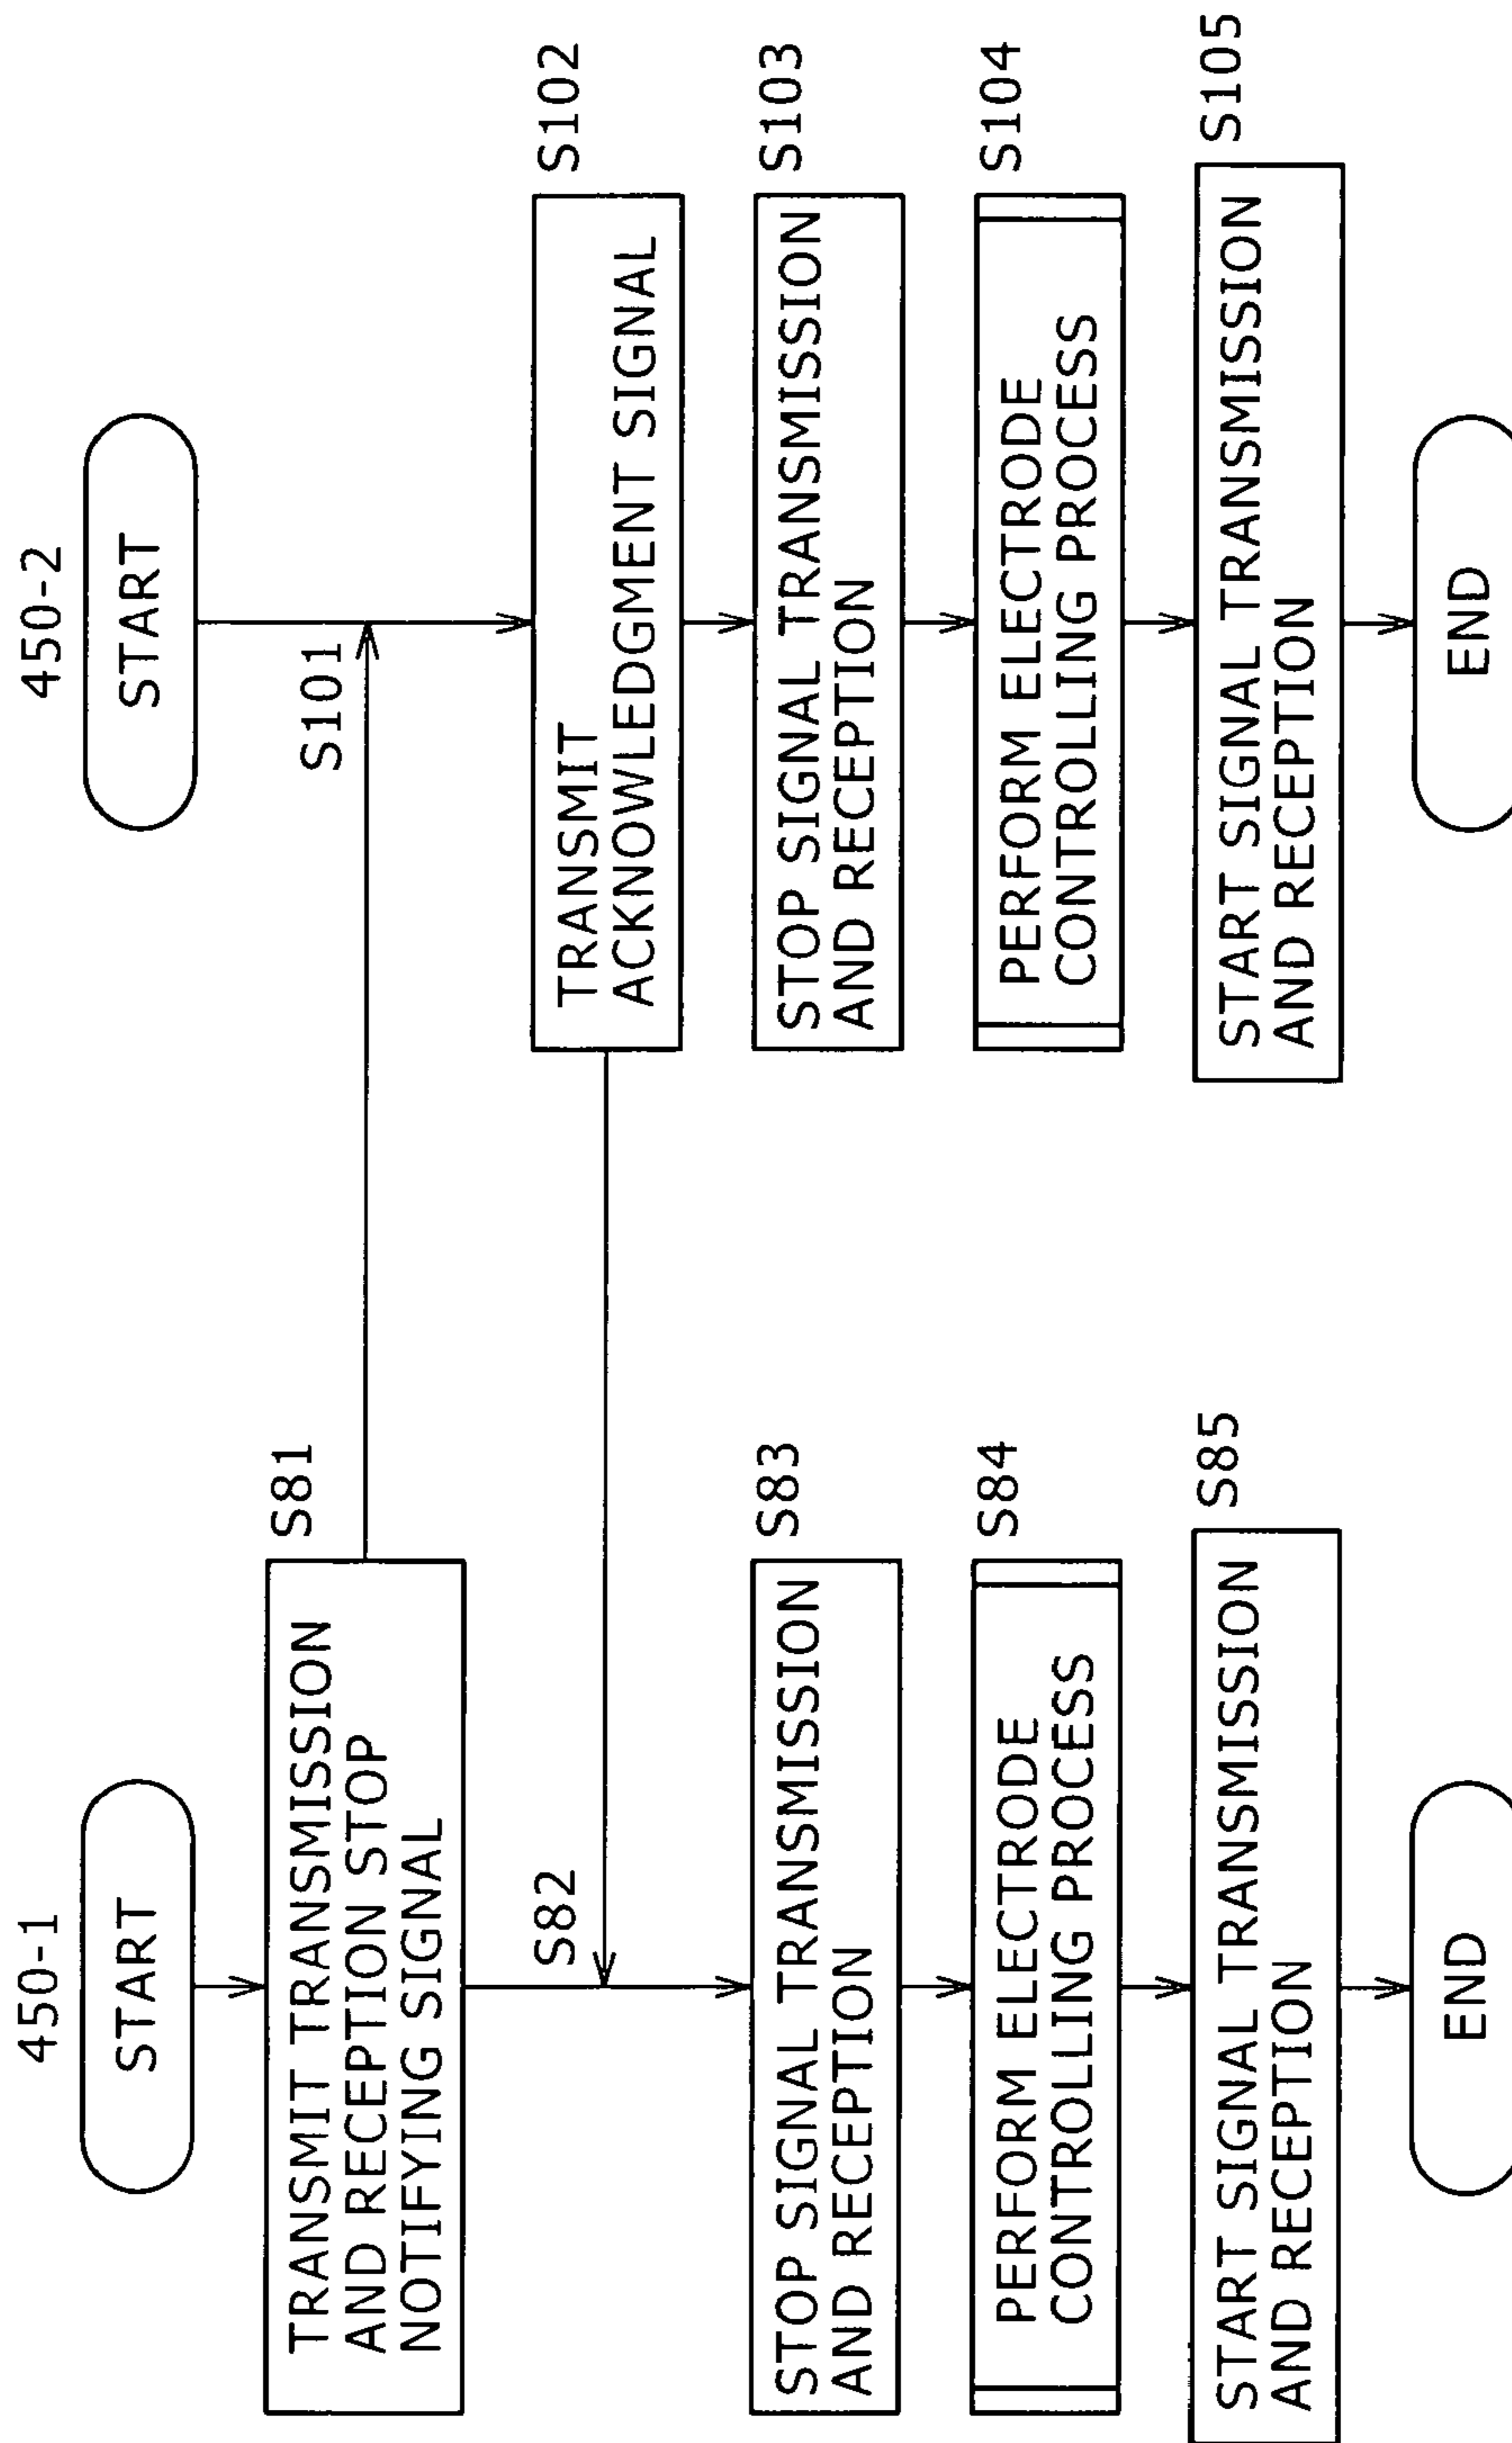 450-1
START
TRANSMIT TRANSMISSION
AND RECEPTION STOP
NOTIFYING SIGNAL
S81
S82
STOP SIGNAL TRANSMISSION
AND RECEPTION
S83
PERFORM ELECTRODE
CONTROLLING PROCESS
S84
START SIGNAL TRANSMISSION
AND RECEPTION
S85
END
450-2
START
S101
TRANSMIT
ACKNOWLEDGMENT SIGNAL
S102
STOP SIGNAL TRANSMISSION
AND RECEPTION
S103
PERFORM ELECTRODE
CONTROLLING PROCESS
S104
START SIGNAL TRANSMISSION
AND RECEPTION
S105
END